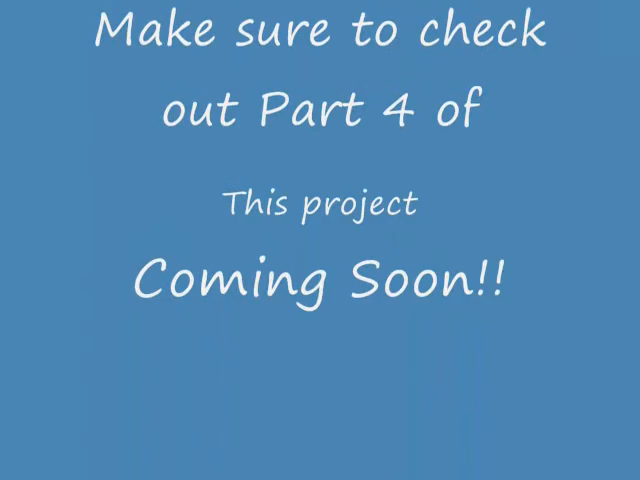 Make sure to check
out Part 4 of
This project
Coming Soon!!